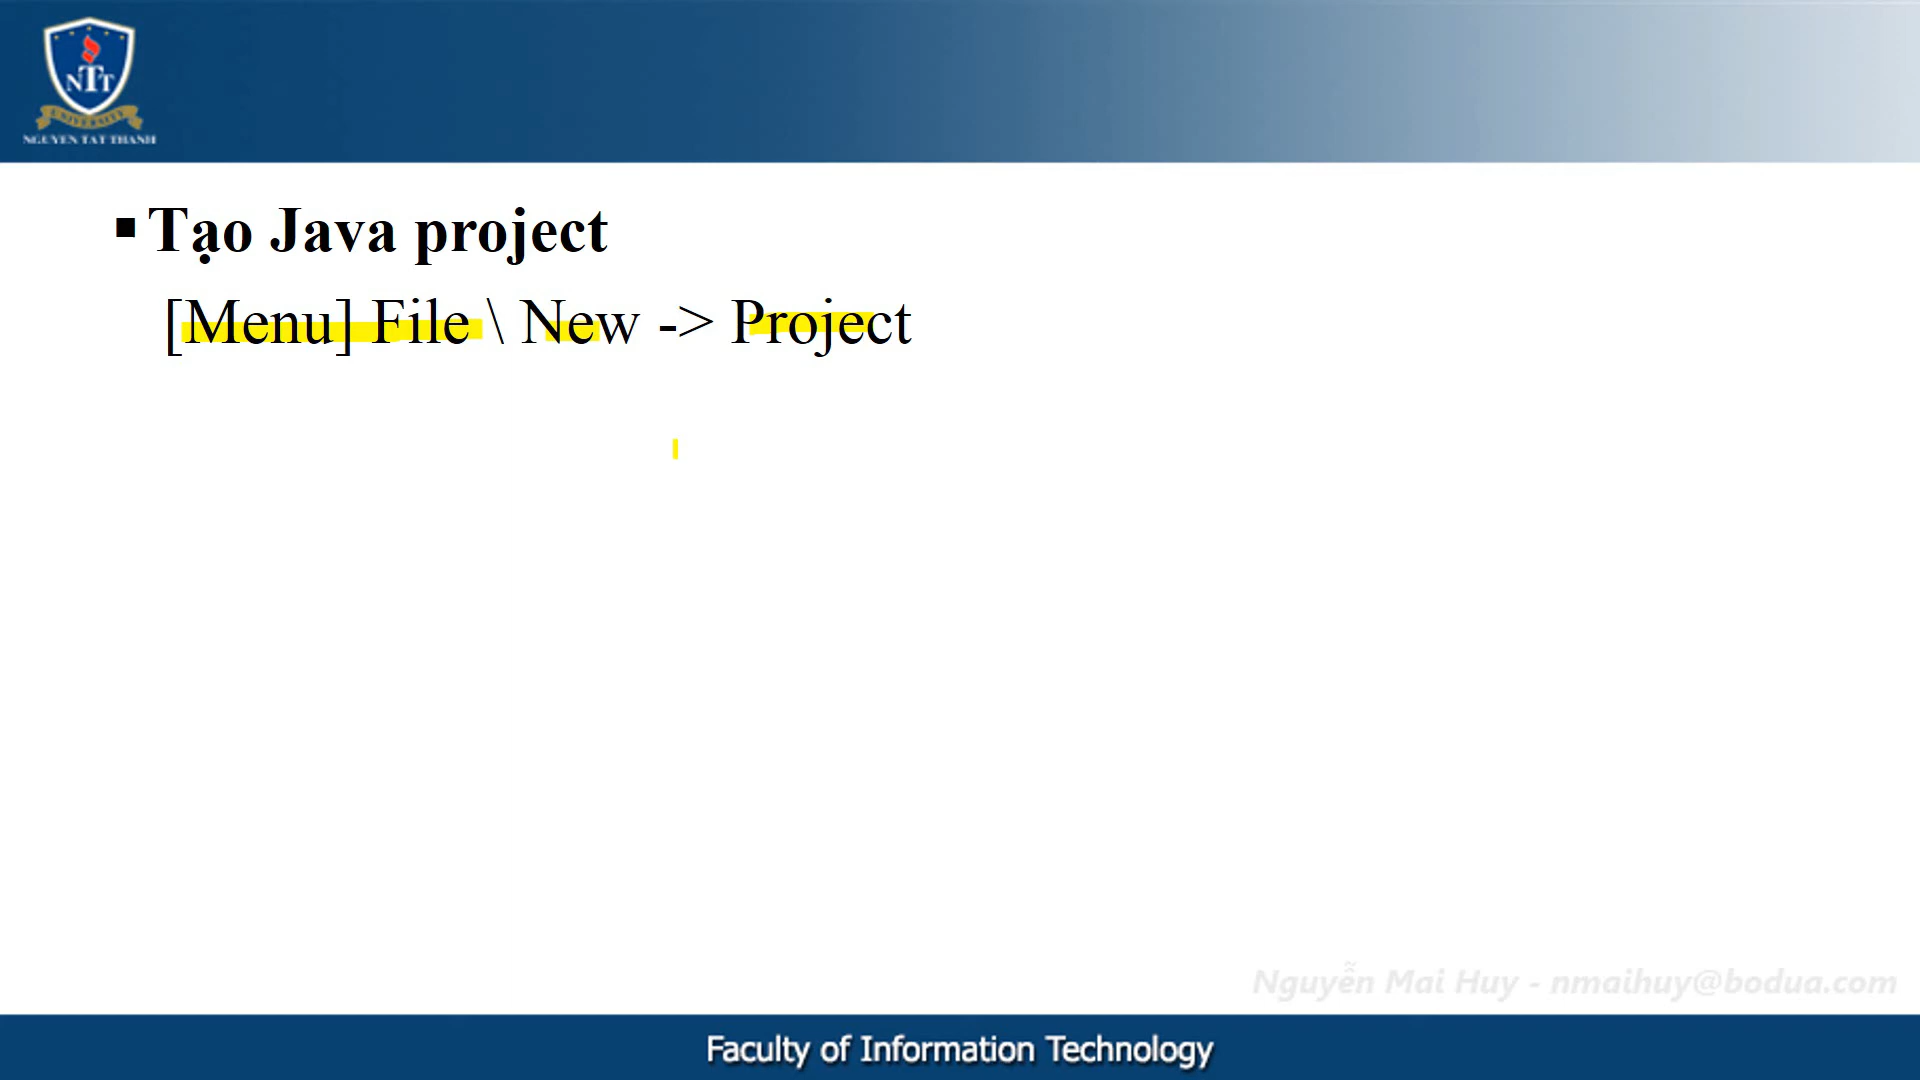 NTT
UNIVERSITY
NGUYEN TAT THANH
▪ Tạo Java project
[Menu] File \ New -> Project
Nguyễn Mai Huy - nmaihuy@bodua.com
Faculty of Information Technology